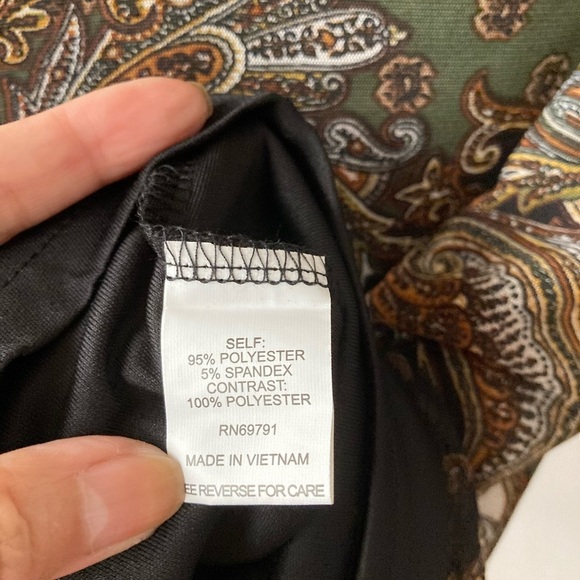 SELF:
95% POLYESTER
5% SPANDEX
CONTRAST:
100% POLYESTER
RN69791
MADE IN VIETNAM
EE REVERSE FOR CARE